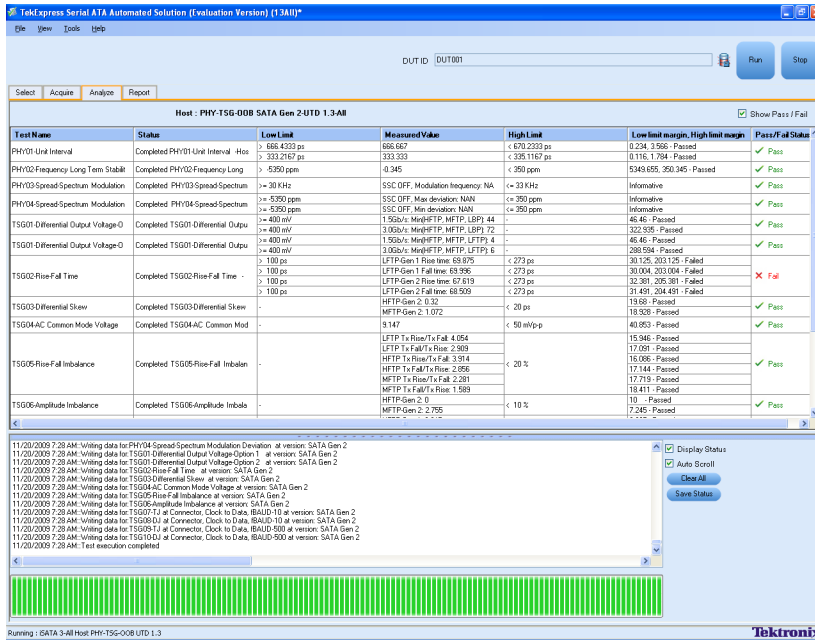 TekExpress Serial ATA Automated Solution (Evaluation Version) (13All)*
File View Tools Help
DUT ID DUT001
Run
Stop
Select Acquire Analyze Report
Host : PHY-TSG-OOB SATA Gen 2-UTD 1.3-All
Show Pass / Fail
Test Name Status Low Limit Measured Value High Limit Low limit margin, High limit margin Pass/Fail Status
PHY01-Unit Interval Completed PHY01-Unit Interval -Hos > 666.4333 ps 666.667 < 670.2333 ps 0.234, 3.566 - Passed Pass
> 333.2167 ps 333.333 < 335.1167 ps 0.116, 1.784 - Passed
PHY02-Frequency Long Term Stabilit Completed PHY02-Frequency Long > -5350 ppm -0.345 < 350 ppm 5349.655, 350.345 - Passed Pass
PHY03-Spread-Spectrum Modulation Completed PHY03-Spread-Spectrum >= 30 KHz SSC OFF, Modulation frequency: NA <= 33 KHz Informative Pass
PHY04-Spread-Spectrum Modulation Completed PHY04-Spread-Spectrum >= -5350 ppm SSC OFF, Max deviation: NAN <= 350 ppm Informative Pass
>= -5350 ppm SSC OFF, Min deviation: NAN <= 350 ppm Informative
TSG01-Differential Output Voltage-O Completed TSG01-Differential Outpu >= 400 mV 1.5Gb/s: Min(HFTP, MFTP, LBP): 44 - 46.46 - Passed Pass
>= 400 mV 3.0Gb/s: Min(HFTP, MFTP, LBP): 72 - 322.935 - Passed
TSG01-Differential Output Voltage-O Completed TSG01-Differential Outpu >= 400 mV 1.5Gb/s: Min(HFTP, MFTP, LFTP): 4 - 46.46 - Passed Pass
>= 400 mV 3.0Gb/s: Min(HFTP, MFTP, LFTP): 6 - 288.594 - Passed
TSG02-Rise-Fall Time Completed TSG02-Rise-Fall Time - > 100 ps LFTP-Gen 1 Rise time: 69.875 < 273 ps 30.125, 203.125 - Failed Fail
> 100 ps LFTP-Gen 1 Fall time: 69.996 < 273 ps 30.004, 203.004 - Failed
> 100 ps LFTP-Gen 2 Rise time: 67.619 < 273 ps 32.381, 205.381 - Failed
> 100 ps LFTP-Gen 2 Fall time: 68.509 < 273 ps 31.491, 204.491 - Failed
TSG03-Differential Skew Completed TSG03-Differential Skew - HFTP-Gen 2: 0.32 < 20 ps 19.68 - Passed Pass
MFTP-Gen 2: 1.072 18.928 - Passed
TSG04-AC Common Mode Voltage Completed TSG04-AC Common Mod - 9.147 < 50 mVp-p 40.853 - Passed Pass
TSG05-Rise-Fall Imbalance Completed TSG05-Rise-Fall Imbalan - LFTP Tx Rise/Tx Fall: 4.054 < 20 % 15.946 - Passed Pass
LFTP Tx Fall/Tx Rise: 2.909 17.091 - Passed
HFTP Tx Rise/Tx Fall: 3.914 16.086 - Passed
HFTP Tx Fall/Tx Rise: 2.856 17.144 - Passed
MFTP Tx Rise/Tx Fall: 2.281 17.719 - Passed
MFTP Tx Fall/Tx Rise: 1.589 18.411 - Passed
TSG06-Amplitude Imbalance Completed TSG06-Amplitude Imbala - HFTP-Gen 2: 0 < 10 % 10 - Passed Pass
MFTP-Gen 2: 2.755 7.245 - Passed
11/20/2009 7:28 AM::Writing data for:PHY04-Spread-Spectrum Modulation Deviation at version: SATA Gen 2
11/20/2009 7:28 AM::Writing data for:TSG01-Differential Output Voltage-Option 1 at version: SATA Gen 2
11/20/2009 7:28 AM::Writing data for:TSG01-Differential Output Voltage-Option 2 at version: SATA Gen 2
11/20/2009 7:28 AM::Writing data for:TSG02-Rise-Fall Time at version: SATA Gen 2
11/20/2009 7:28 AM::Writing data for:TSG03-Differential Skew at version: SATA Gen 2
11/20/2009 7:28 AM::Writing data for:TSG04-AC Common Mode Voltage at version: SATA Gen 2
11/20/2009 7:28 AM::Writing data for:TSG05-Rise-Fall Imbalance at version: SATA Gen 2
11/20/2009 7:28 AM::Writing data for:TSG06-Amplitude Imbalance at version: SATA Gen 2
11/20/2009 7:28 AM::Writing data for:TSG07-TJ at Connector, Clock to Data, fBAUD-10 at version: SATA Gen 2
11/20/2009 7:28 AM::Writing data for:TSG08-DJ at Connector, Clock to Data, fBAUD-10 at version: SATA Gen 2
11/20/2009 7:28 AM::Writing data for:TSG09-TJ at Connector, Clock to Data, fBAUD-500 at version: SATA Gen 2
11/20/2009 7:28 AM::Writing data for:TSG10-DJ at Connector, Clock to Data, fBAUD-500 at version: SATA Gen 2
11/20/2009 7:28 AM::Test execution completed
Display Status
Auto Scroll
Clear All
Save Status
Running : iSATA 3-All Host PHY-TSG-OOB UTD 1.3
Tektronix